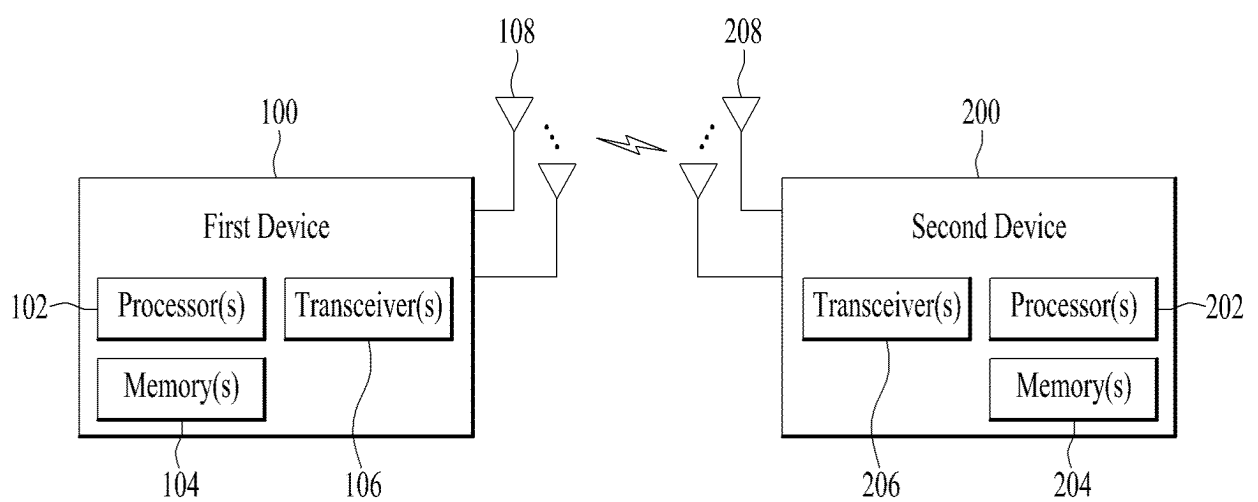 108
208
100
200
First Device
Second Device
102
Processor(s)
Transceiver(s)
Transceiver(s)
Processor(s)
202
Memory(s)
Memory(s)
104
106
206
204